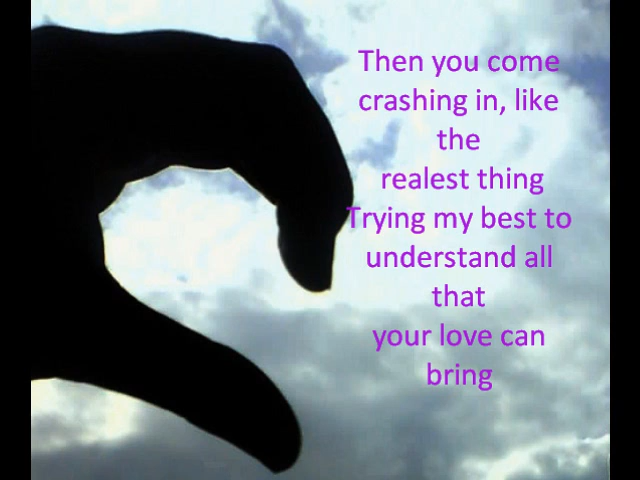 Then you come
crashing in, like
the
realest thing
Trying my best to
understand all
that
your love can
bring